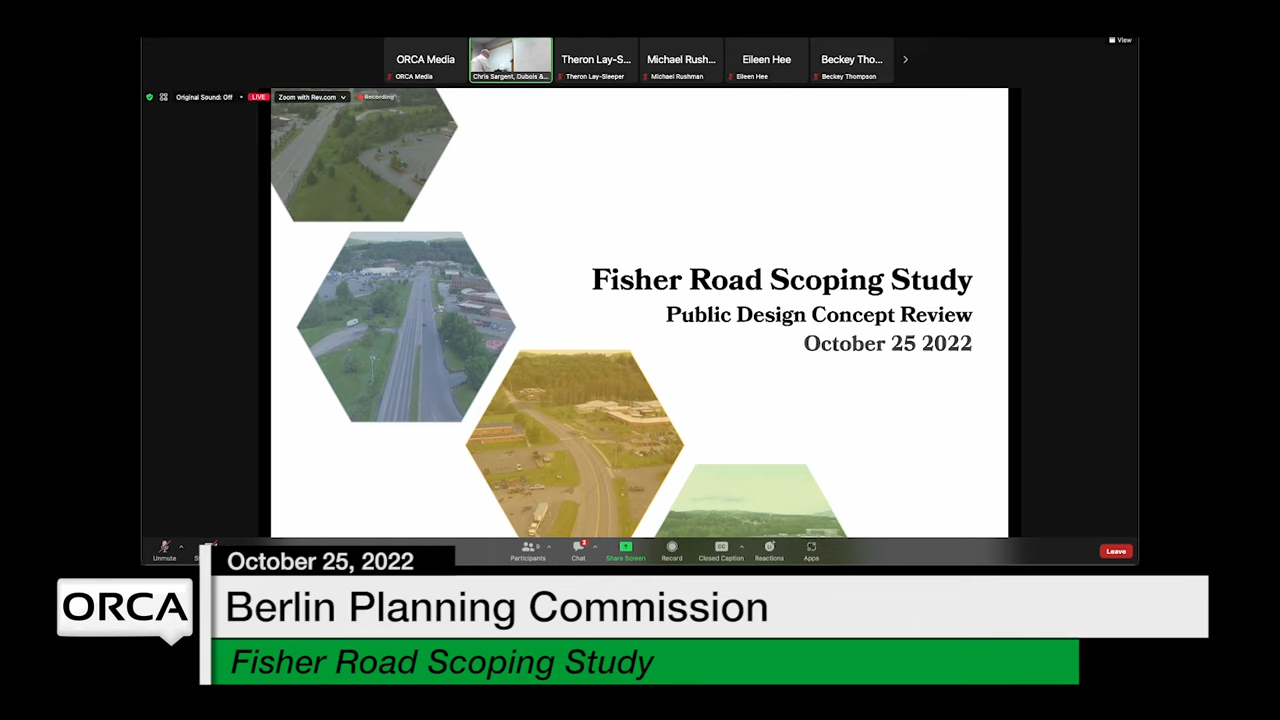 View
ORCA Media
Theron Lay-S...
Michael Rush...
Eileen Hee
Beckey Tho...
ORCA Media
Chris Sargent, Dubois &...
Theron Lay-Sleeper
Michael Rushman
Eileen Hee
Beckey Thompson
Original Sound: Off
LIVE
Zoom with Rev.com
Recording
Fisher Road Scoping Study
Public Design Concept Review
October 25 2022
Unmute
Participants
9
Chat
Share Screen
Record
CC
Closed Caption
Reactions
Apps
Leave
October 25, 2022
ORCA
Berlin Planning Commission
Fisher Road Scoping Study